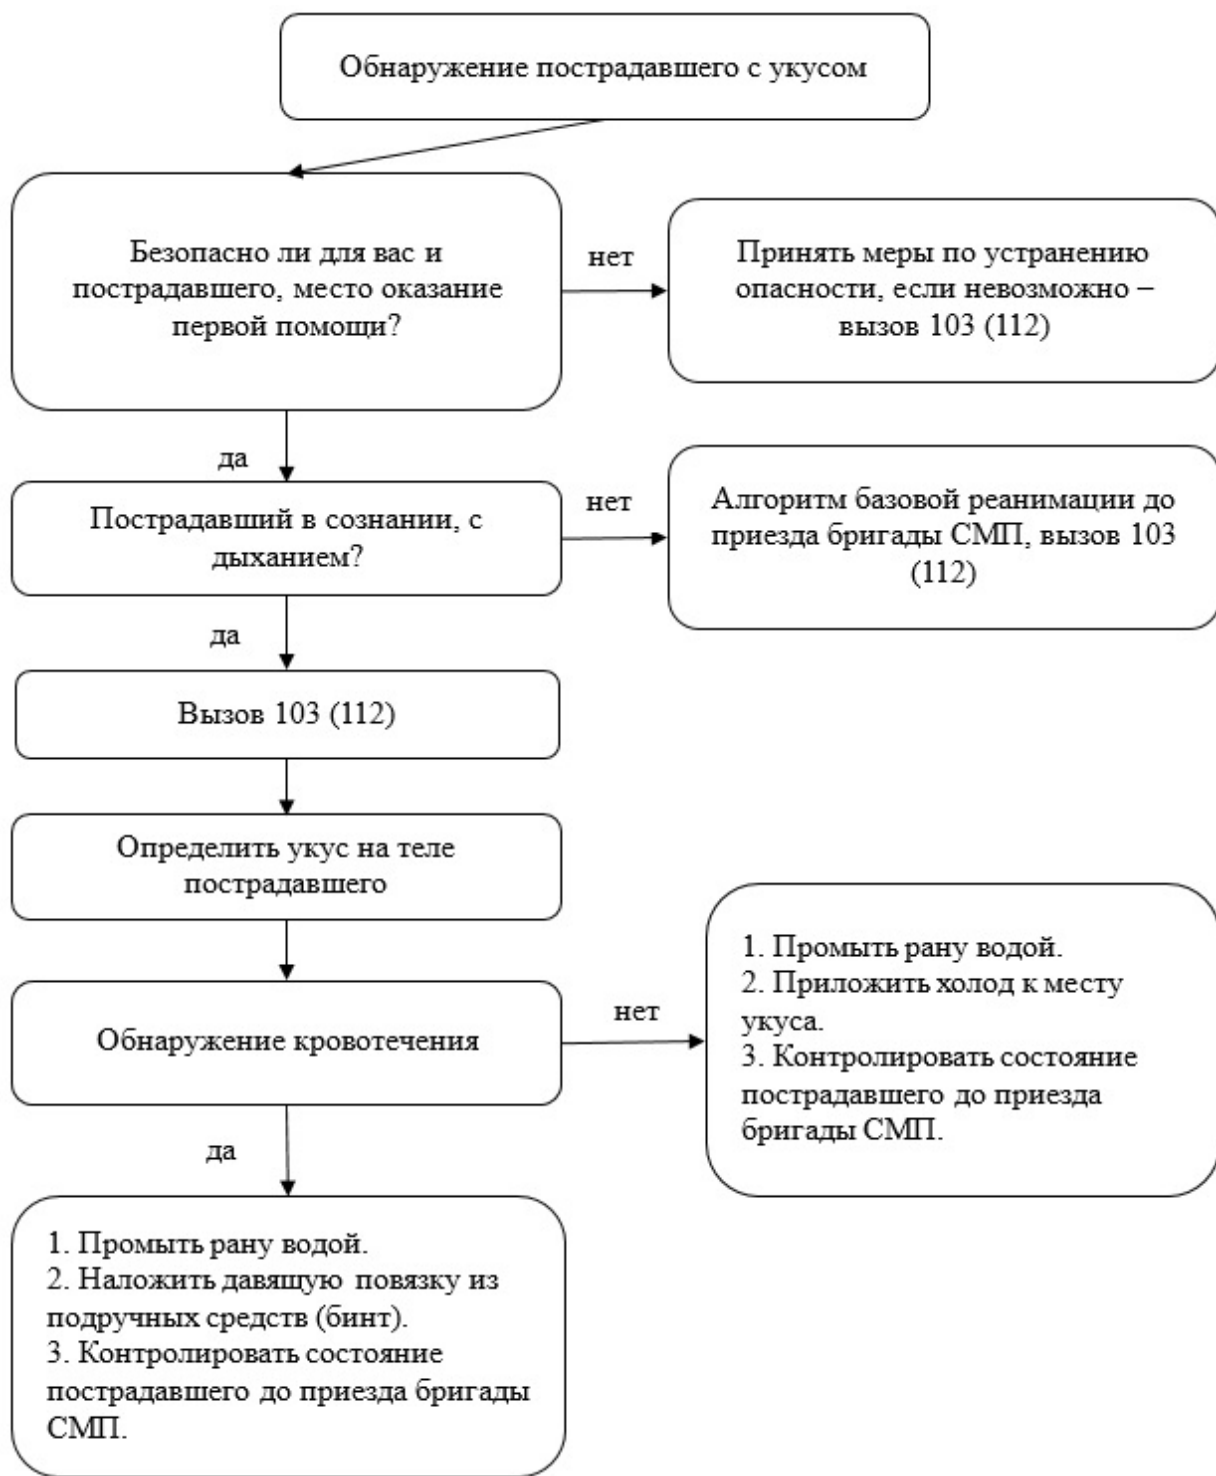 Обнаружение пострадавшего с укусом
Безопасно ли для вас и
пострадавшего, место оказание
первой помощи?
нет
Принять меры по устранению
опасности, если невозможно –
вызов 103 (112)
да
Пострадавший в сознании, с
дыханием?
нет
Алгоритм базовой реанимации до
приезда бригады СМП, вызов 103
(112)
да
Вызов 103 (112)
Определить укус на теле
пострадавшего
Обнаружение кровотечения
нет
1. Промыть рану водой.
2. Приложить холод к месту
укуса.
3. Контролировать состояние
пострадавшего до приезда
бригады СМП.
да
1. Промыть рану водой.
2. Наложить давящую повязку из
подручных средств (бинт).
3. Контролировать состояние
пострадавшего до приезда бригады
СМП.